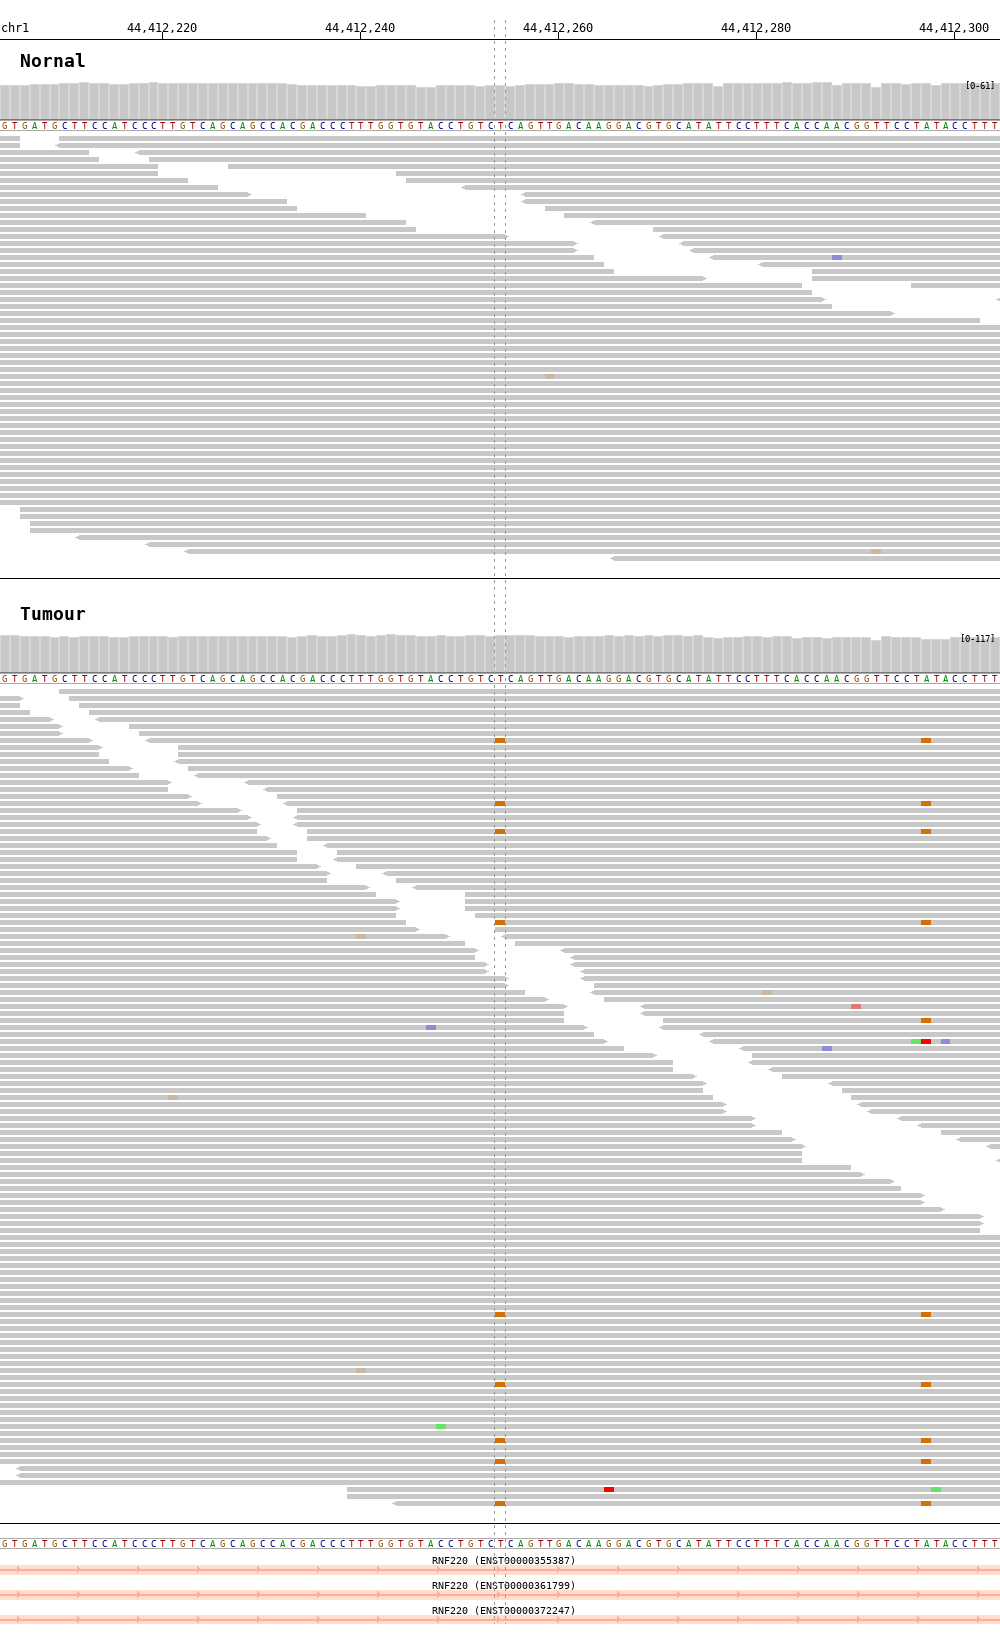 chr1 44,412,220 44,412,240 44,412,260 44,412,280 44,412,300
Nornal
[0-61]
GTGATGCTTCCATCCCTTGTCAGCAGCCACGACCCTTTGGTGTACCTGTCTCAGTTGACAAGGACGTGCATATTCCTTTCACCAACGGTTCCTATACCTTT
Tumour
[0-117]
GTGATGCTTCCATCCCTTGTCAGCAGCCACGACCCTTTGGTGTACCTGTCTCAGTTGACAAGGACGTGCATATTCCTTTCACCAACGGTTCCTATACCTTT
GTGATGCTTCCATCCCTTGTCAGCAGCCACGACCCTTTGGTGTACCTGTCTCAGTTGACAAGGACGTGCATATTCCTTTCACCAACGGTTCCTATACCTTT
RNF220 (ENST00000355387)
RNF220 (ENST00000361799)
RNF220 (ENST00000372247)